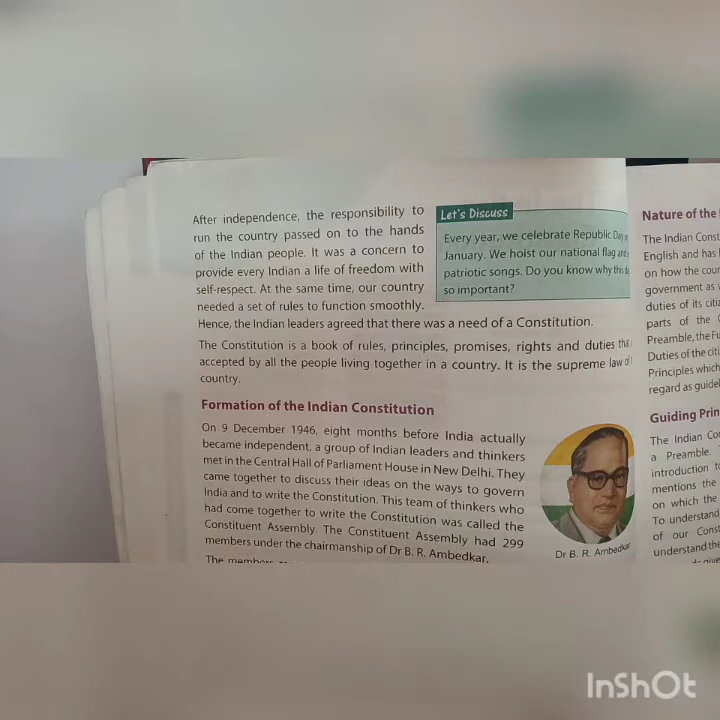 After independence, the responsibility to
run the country passed on to the hands
of the Indian people. It was a concern to
provide every Indian a life of freedom with
self-respect. At the same time, our country
needed a set of rules to function smoothly.
Hence, the Indian leaders agreed that there was a need of a Constitution.
Let's Discuss
Every year, we celebrate Republic Day
January. We hoist our national flag and
patriotic songs. Do you know why this
so important?
The Constitution is a book of rules, principles, promises, rights and duties
accepted by all the people living together in a country. It is the supreme law
country.
Formation of the Indian Constitution
On 9 December 1946, eight months before India actually
became independent, a group of Indian leaders and thinkers
met in the Central Hall of Parliament House in New Delhi. They
came together to discuss their ideas on the ways to govern
India and to write the Constitution. This team of thinkers who
had come together to write the Constitution was called the
Constituent Assembly. The Constituent Assembly had 299
members under the chairmanship of Dr B. R. Ambedkar.
The members
Dr B. R. Ambedkar
Nature of the
The Indian
English and has
on how the
government as
duties of its
parts of the
Preamble, the
Duties of the
Principles which
regard as
Guiding
The Indian
a Preamble.
introduction
mentions the
on which the
To understand
of our
understand the
InShOt